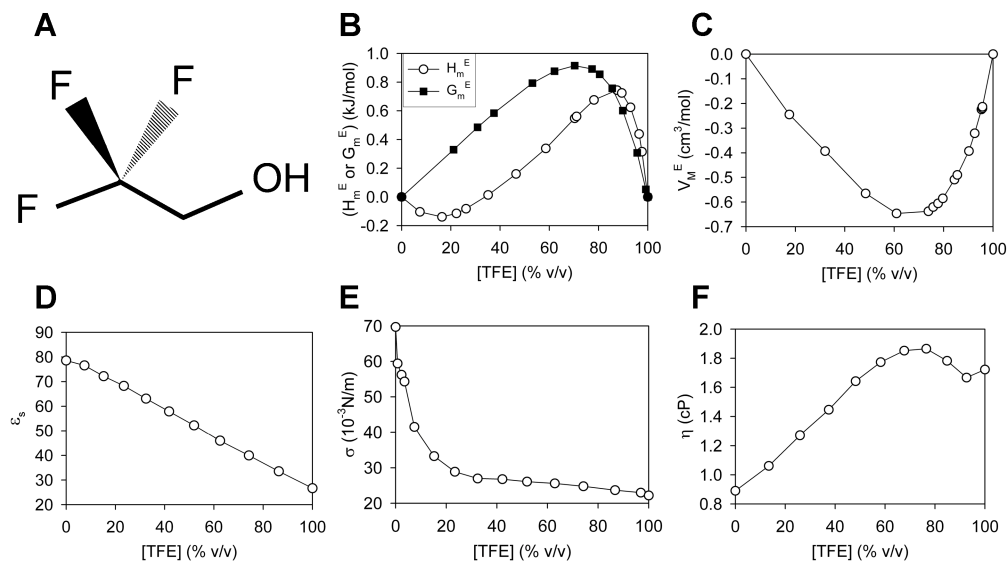 A
F
F
F
OH
B
(HmE or GmE) (kJ/mol)
1.0
0.8
0.6
0.4
0.2
0.0
-0.2
HmE
GmE
0 20 40 60 80 100
[TFE] (% v/v)
C
VME (cm3/mol)
0.0
-0.1
-0.2
-0.3
-0.4
-0.5
-0.6
-0.7
0 20 40 60 80 100
[TFE] (% v/v)
D
εs
90
80
70
60
50
40
30
20
0 20 40 60 80 100
[TFE] (% v/v)
E
σ (10-3N/m)
70
60
50
40
30
20
0 20 40 60 80 100
[TFE] (% v/v)
F
η (cP)
2.0
1.8
1.6
1.4
1.2
1.0
0.8
0 20 40 60 80 100
[TFE] (% v/v)